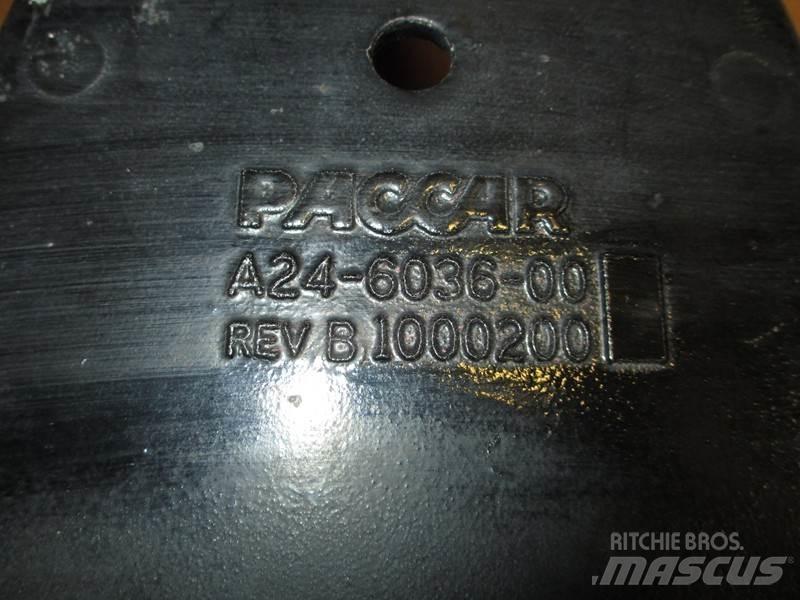 PACCAR
A24-6036-00
REV B 1000200
RITCHIE BROS.
MASCUS